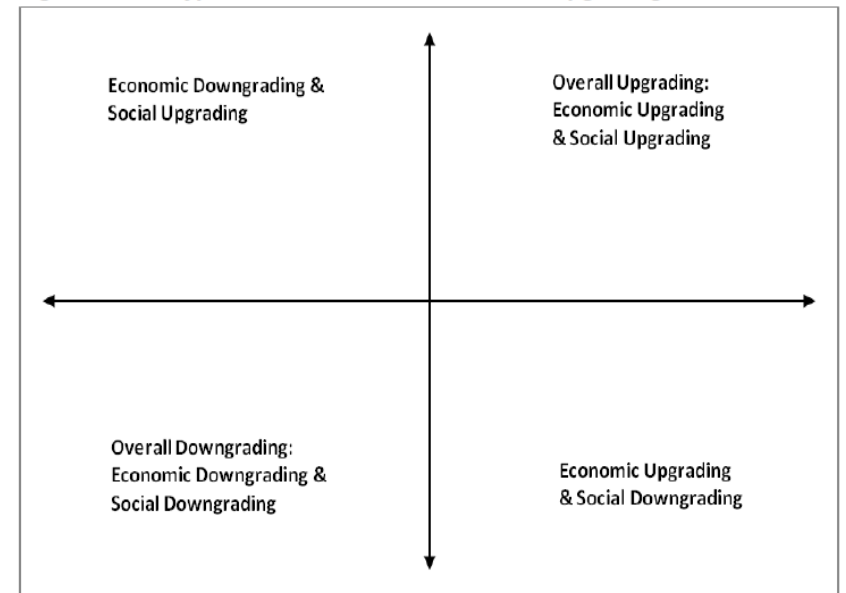 Economic Downgrading &
Social Upgrading
Overall Upgrading:
Economic Upgrading
& Social Upgrading
Overall Downgrading:
Economic Downgrading &
Social Downgrading
Economic Upgrading
& Social Downgrading